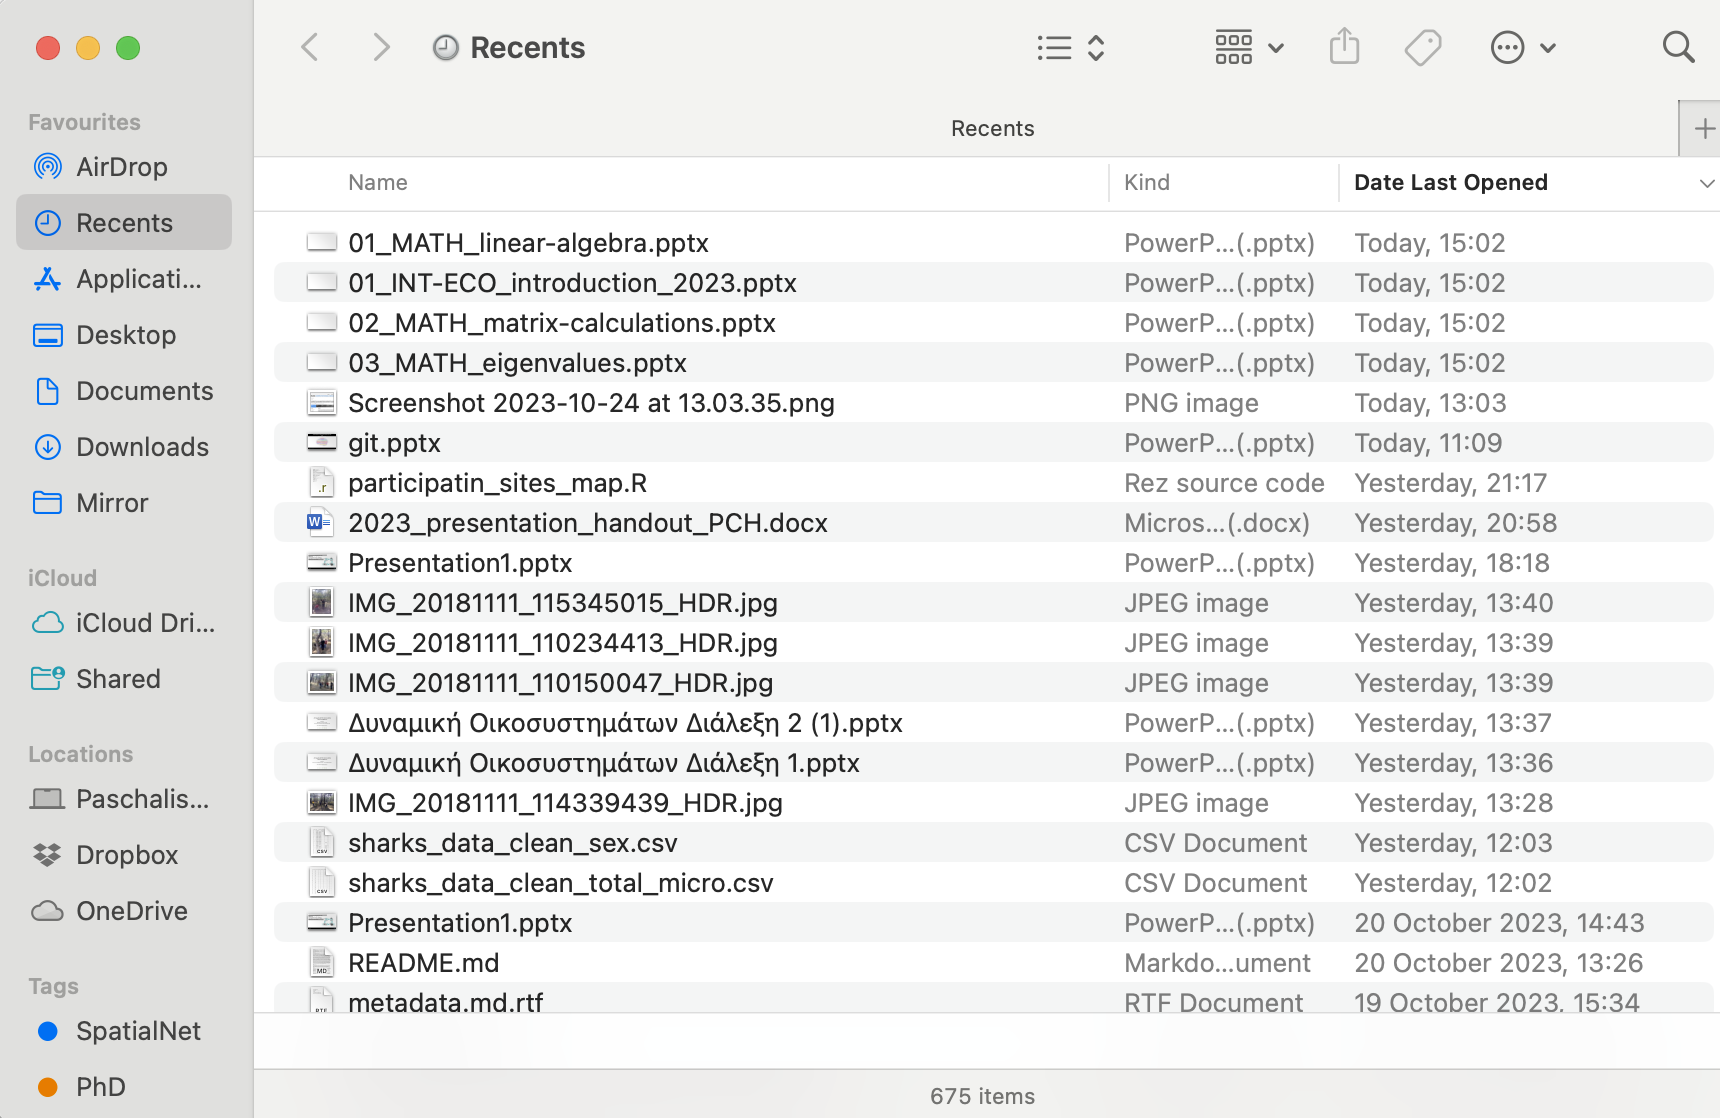 Recents
Favourites
AirDrop
Recents
Applicati...
Desktop
Documents
Downloads
Mirror
iCloud
iCloud Dri...
Shared
Locations
Paschalis...
Dropbox
OneDrive
Tags
SpatialNet
PhD
Recents
Name Kind Date Last Opened
01_MATH_linear-algebra.pptx PowerP...(.pptx) Today, 15:02
01_INT-ECO_introduction_2023.pptx PowerP...(.pptx) Today, 15:02
02_MATH_matrix-calculations.pptx PowerP...(.pptx) Today, 15:02
03_MATH_eigenvalues.pptx PowerP...(.pptx) Today, 15:02
Screenshot 2023-10-24 at 13.03.35.png PNG image Today, 13:03
git.pptx PowerP...(.pptx) Today, 11:09
participatin_sites_map.R Rez source code Yesterday, 21:17
2023_presentation_handout_PCH.docx Micros...(.docx) Yesterday, 20:58
Presentation1.pptx PowerP...(.pptx) Yesterday, 18:18
IMG_20181111_115345015_HDR.jpg JPEG image Yesterday, 13:40
IMG_20181111_110234413_HDR.jpg JPEG image Yesterday, 13:39
IMG_20181111_110150047_HDR.jpg JPEG image Yesterday, 13:39
Δυναμική Οικοσυστημάτων Διάλεξη 2 (1).pptx PowerP...(.pptx) Yesterday, 13:37
Δυναμική Οικοσυστημάτων Διάλεξη 1.pptx PowerP...(.pptx) Yesterday, 13:36
IMG_20181111_114339439_HDR.jpg JPEG image Yesterday, 13:28
sharks_data_clean_sex.csv CSV Document Yesterday, 12:03
sharks_data_clean_total_micro.csv CSV Document Yesterday, 12:02
Presentation1.pptx PowerP...(.pptx) 20 October 2023, 14:43
README.md Markdo...ument 20 October 2023, 13:26
metadata.md.rtf RTF Document 19 October 2023, 15:34
675 items